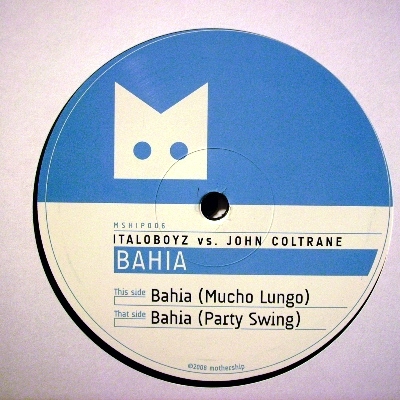 MSHIP006
ITALOBOYZ vs. JOHN COLTRANE
BAHIA
This side Bahia (Mucho Lungo)
That side Bahia (Party Swing)
©2008 mothership